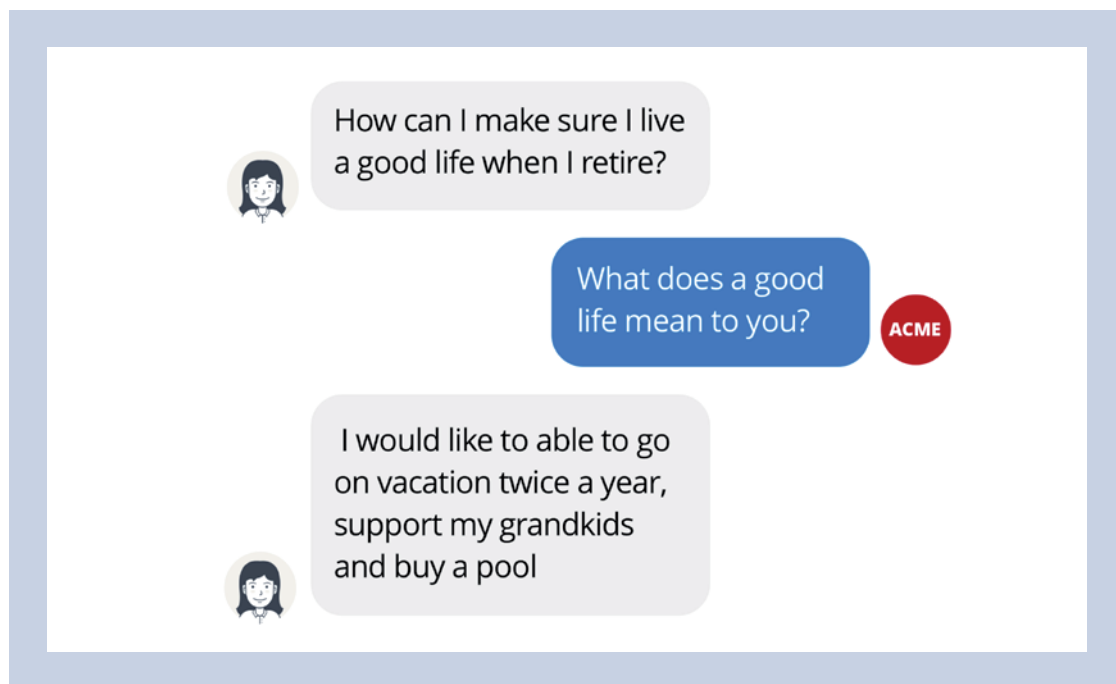 How can I make sure I live
a good life when I retire?
What does a good
life mean to you?
ACME
I would like to able to go
on vacation twice a year,
support my grandkids
and buy a pool